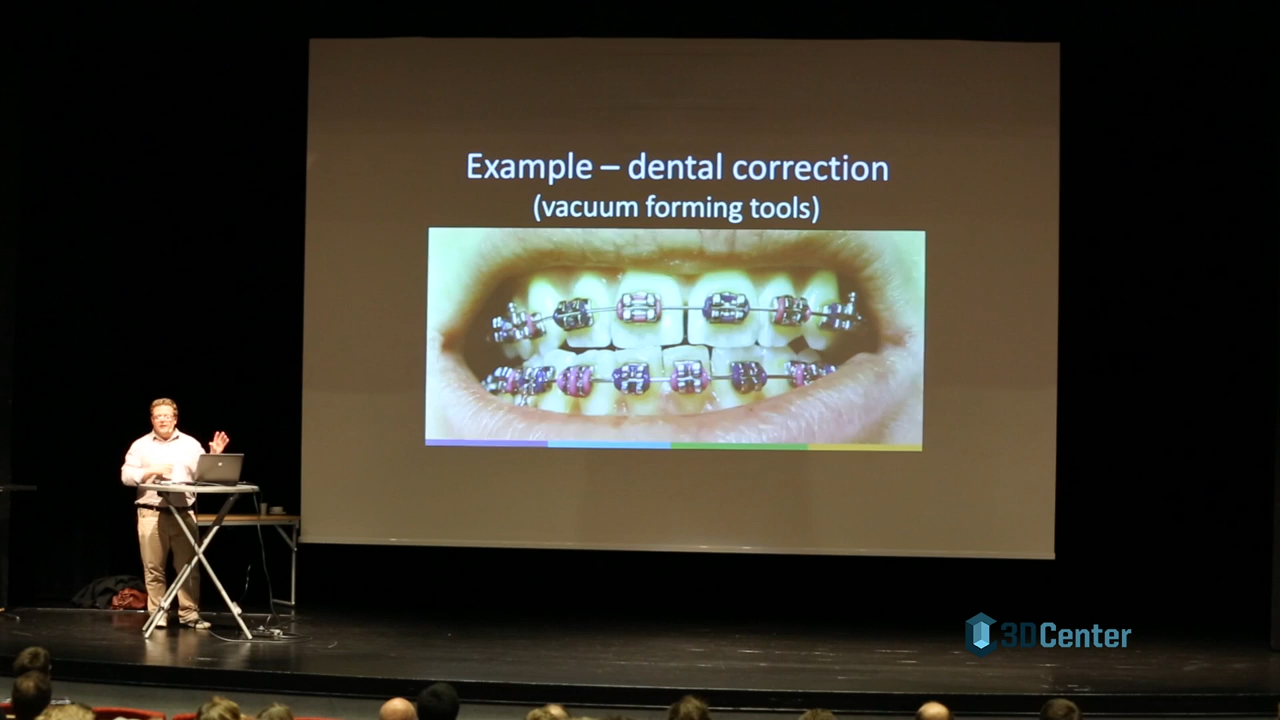 Example – dental correction
(vacuum forming tools)
3DCenter